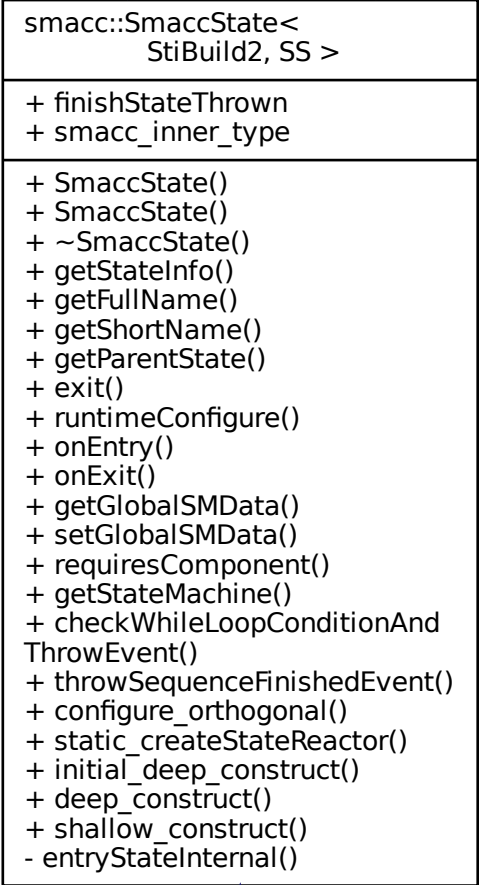 smacc::SmaccState<
StiBuild2, SS >
+ finishStateThrown
+ smacc_inner_type
+ SmaccState()
+ SmaccState()
+ ~SmaccState()
+ getStateInfo()
+ getFullName()
+ getShortName()
+ getParentState()
+ exit()
+ runtimeConfigure()
+ onEntry()
+ onExit()
+ getGlobalSMData()
+ setGlobalSMData()
+ requiresComponent()
+ getStateMachine()
+ checkWhileLoopConditionAnd
ThrowEvent()
+ throwSequenceFinishedEvent()
+ configure_orthogonal()
+ static_createStateReactor()
+ initial_deep_construct()
+ deep_construct()
+ shallow_construct()
- entryStateInternal()